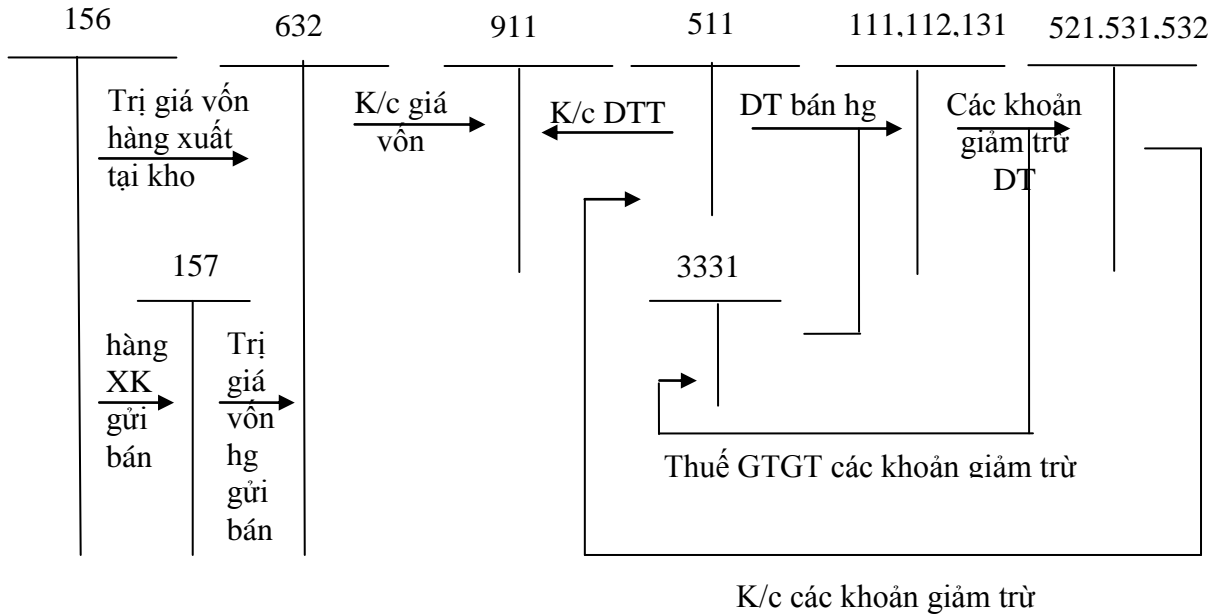 156
632
911
511
111,112,131
521.531,532
Trị giá vốn
hàng xuất
tại kho
K/c giá
vốn
K/c DTT
DT bán hg
Các khoản
giảm trừ
DT
157
3331
hàng
XK
gửi
bán
Trị
giá
vốn
hg
gửi
bán
Thuế GTGT các khoản giảm trừ
K/c các khoản giảm trừ